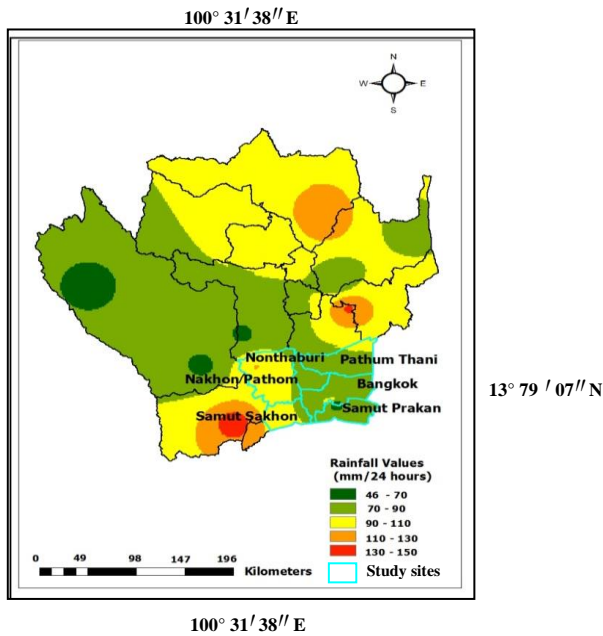 100° 31′ 38″ E
N
W E
S
Nonthaburi
Pathum Thani
Nakhon Pathom
Bangkok
13° 79 ′ 07″ N
Samut Sakhon
Samut Prakan
Rainfall Values
(mm/24 hours)
46 - 70
70 - 90
90 - 110
110 - 130
130 - 150
Study sites
0 49 98 147 196
Kilometers
100° 31′ 38″ E